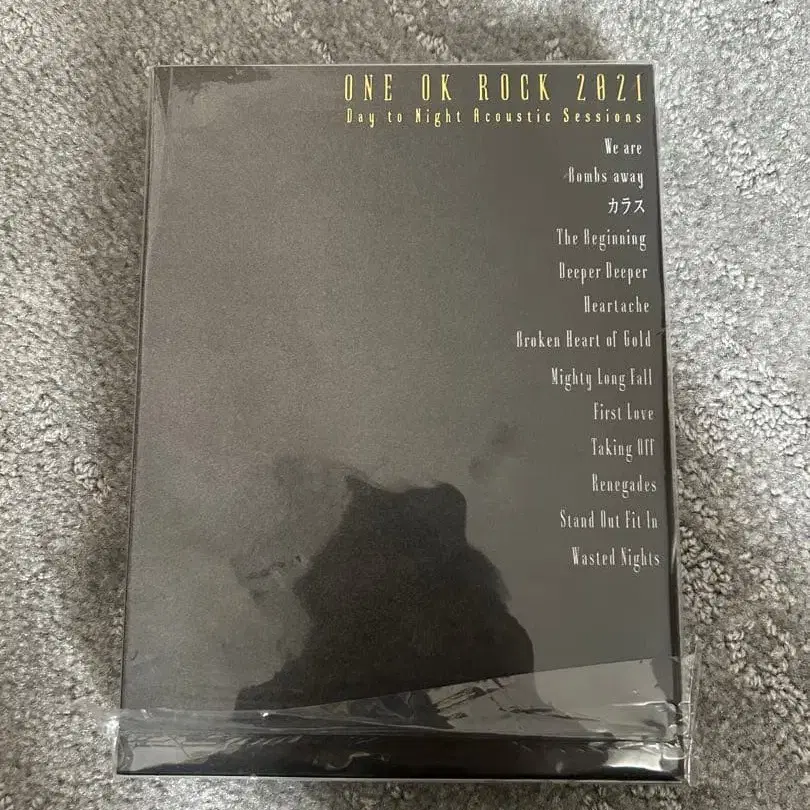 ONE OK ROCK 2021
Day to Night Acoustic Sessions
We are
Bombs away
カラス
The Beginning
Deeper Deeper
Heartache
Broken Heart of Gold
Mighty Long Fall
First Love
Taking Off
Renegades
Stand Out Fit In
Wasted Nights